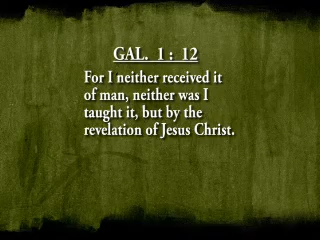 GAL. 1 : 12
For I neither received it
of man, neither was I
taught it, but by the
revelation of Jesus Christ.